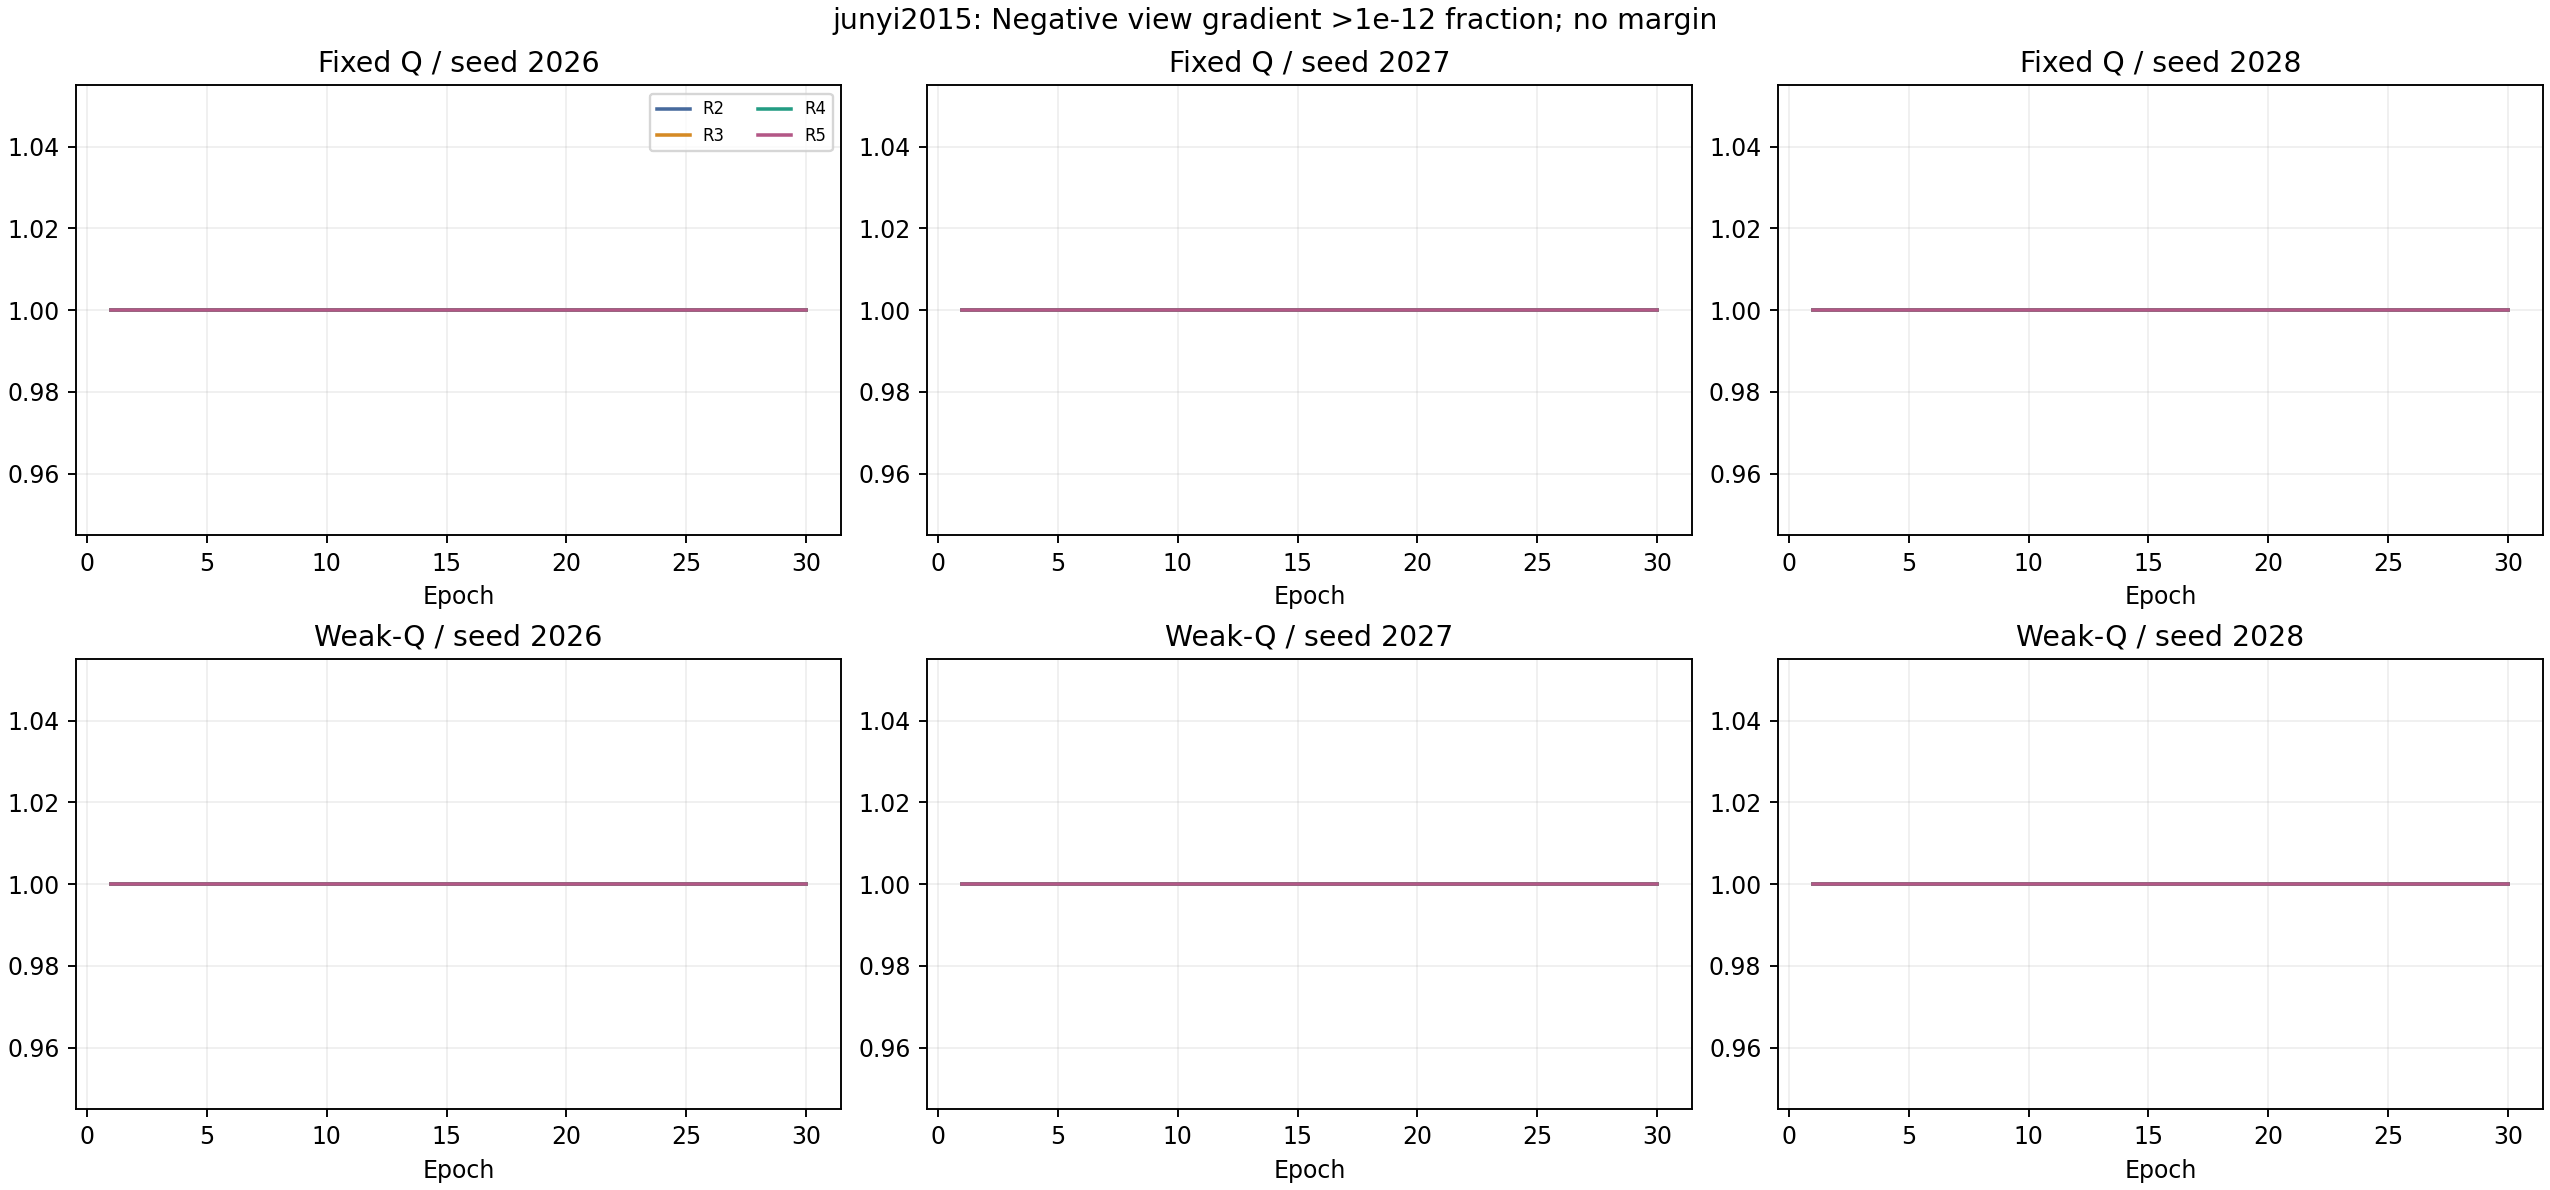 junyi2015: Negative view gradient >1e-12 fraction; no margin
Fixed Q / seed 2026
Fixed Q / seed 2027
Fixed Q / seed 2028
R2 R4
R3 R5
1.04 1.04 1.04
1.02 1.02 1.02
1.00 1.00 1.00
0.98 0.98 0.98
0.96 0.96 0.96
0 5 10 15 20 25 30
0 5 10 15 20 25 30
0 5 10 15 20 25 30
Epoch
Epoch
Epoch
Weak-Q / seed 2026
Weak-Q / seed 2027
Weak-Q / seed 2028
1.04 1.04 1.04
1.02 1.02 1.02
1.00 1.00 1.00
0.98 0.98 0.98
0.96 0.96 0.96
0 5 10 15 20 25 30
0 5 10 15 20 25 30
0 5 10 15 20 25 30
Epoch
Epoch
Epoch